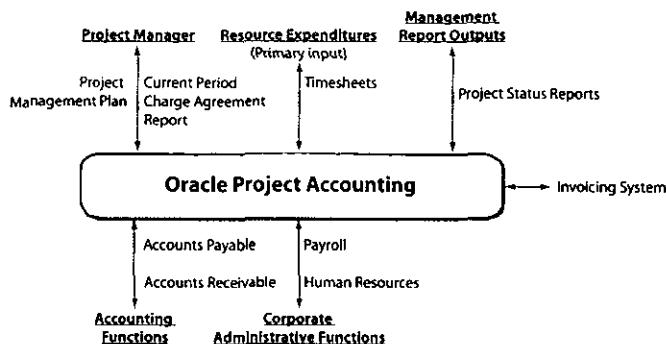 Project Manager
Resource Expenditures
(Primary input)
Management
Report Outputs
Project
Management Plan
Current Period
Charge Agreement
Report
Timesheets
Project Status Reports
Oracle Project Accounting
Invoicing System
Accounts Payable
Accounts Receivable
Payroll
Human Resources
Accounting
Functions
Corporate
Administrative Functions